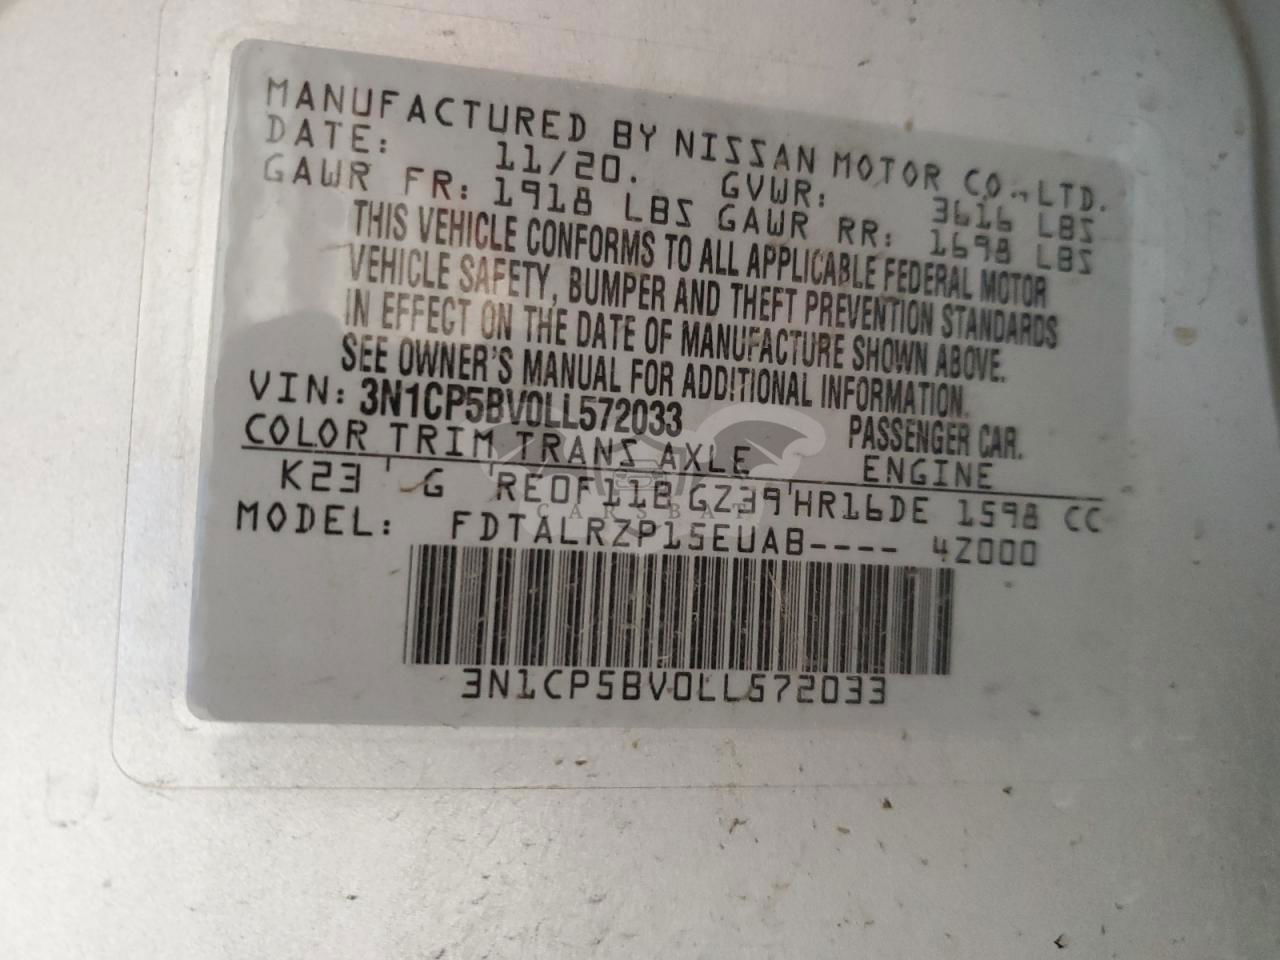 MANUFACTURED BY NISSAN MOTOR CO., LTD.
DATE: 11/20. GVWR: 3616 LBS
GAWR FR: 1918 LBS GAWR RR: 1698 LBS
THIS VEHICLE CONFORMS TO ALL APPLICABLE FEDERAL MOTOR
VEHICLE SAFETY, BUMPER AND THEFT PREVENTION STANDARDS
IN EFFECT ON THE DATE OF MANUFACTURE SHOWN ABOVE.
SEE OWNER'S MANUAL FOR ADDITIONAL INFORMATION.
VIN: 3N1CP5BV0LL572033 PASSENGER CAR.
COLOR TRIM TRANS AXLE ENGINE
K23 G RE0F11B GZ39 HR16DE 1598 CC
CARSBAT
MODEL: FDTALRZP15EUAB---- 4Z000
3N1CP5BV0LL572033